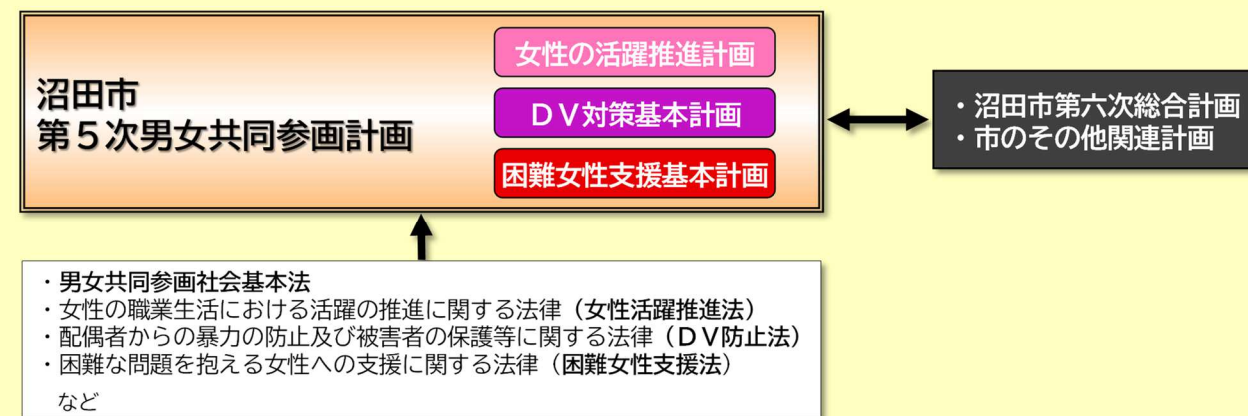 沼田市
第５次男女共同参画計画
女性の活躍推進計画
ＤＶ対策基本計画
困難女性支援基本計画
・沼田市第六次総合計画
・市のその他関連計画
・男女共同参画社会基本法
・女性の職業生活における活躍の推進に関する法律（女性活躍推進法）
・配偶者からの暴力の防止及び被害者の保護等に関する法律（ＤＶ防止法）
・困難な問題を抱える女性への支援に関する法律（困難女性支援法）
など